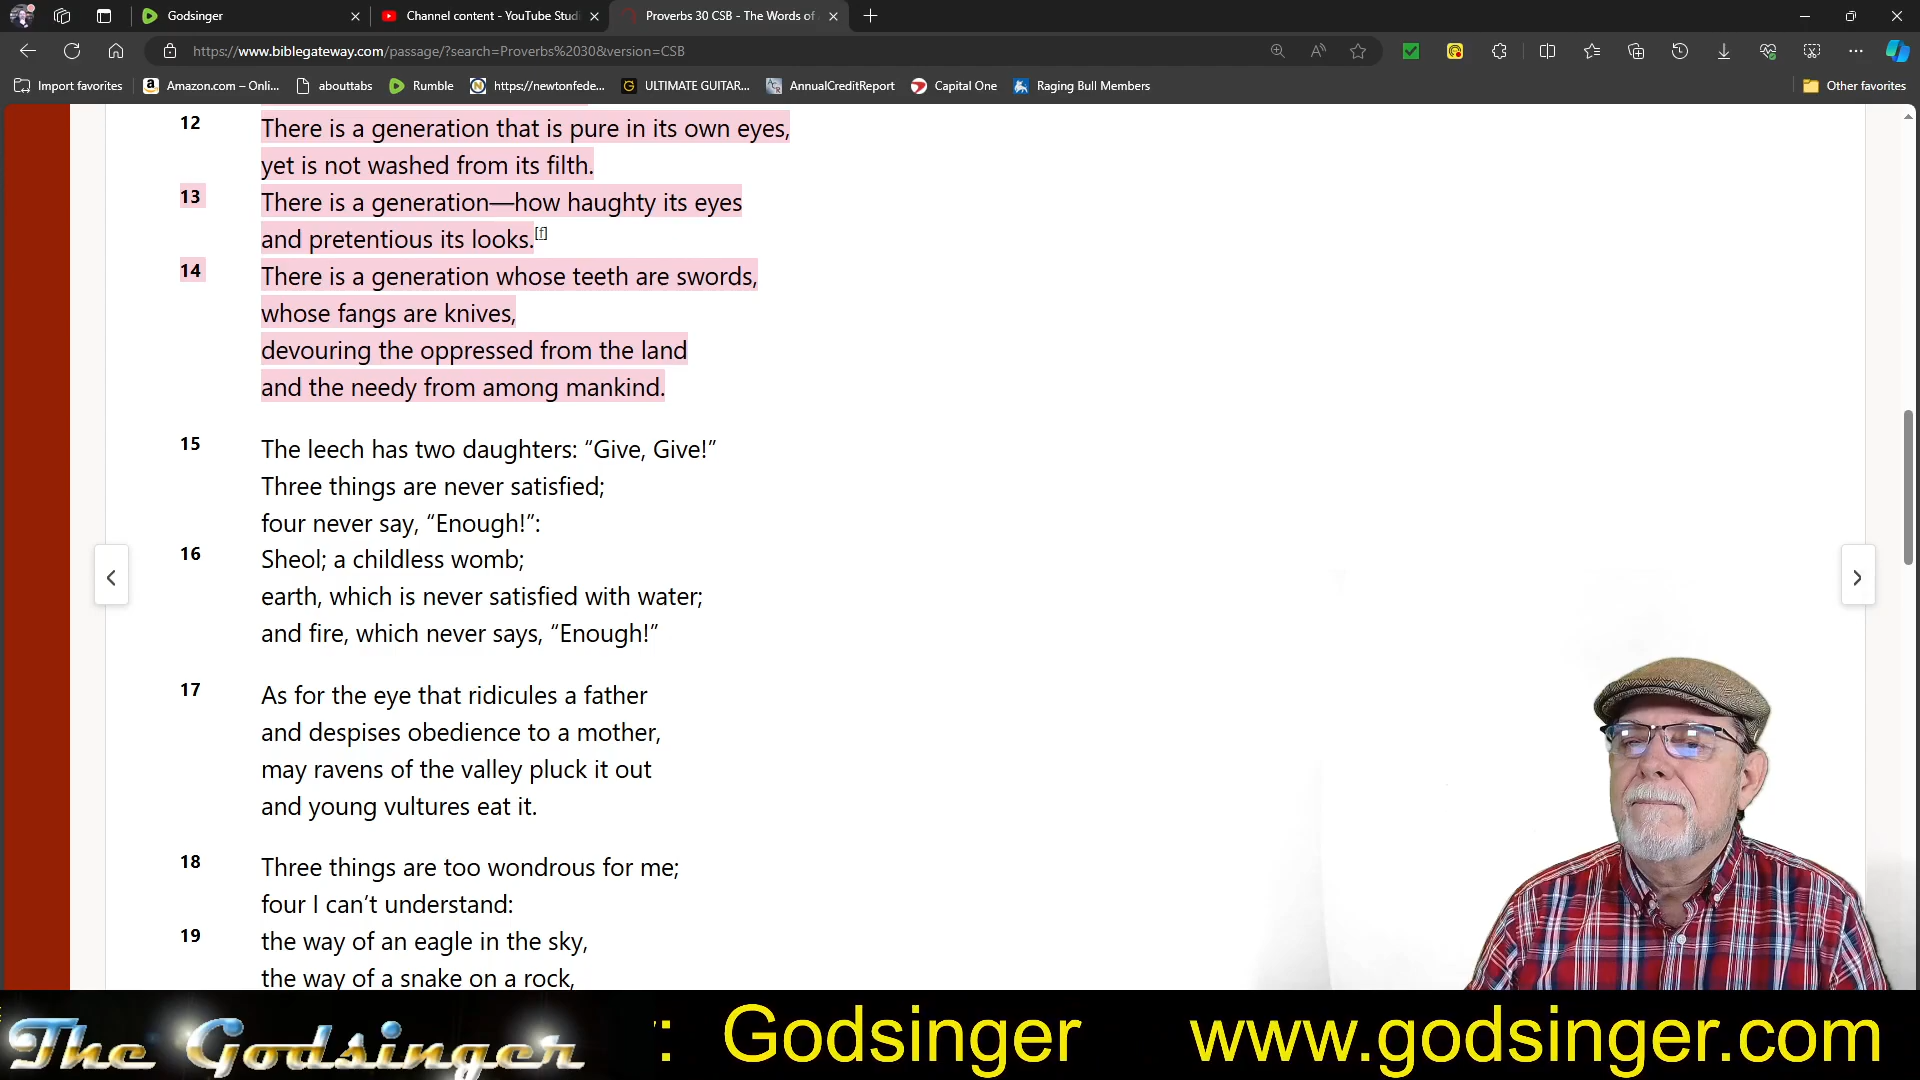 Godsinger
Channel content - YouTube Studi
Proverbs 30 CSB - The Words of
https://www.biblegateway.com/passage/?search=Proverbs%2030&version=CSB
Import favorites
Amazon.com – Onli...
abouttabs
Rumble
https://newtonfede...
ULTIMATE GUITAR...
AnnualCreditReport
Capital One
Raging Bull Members
Other favorites
12 There is a generation that is pure in its own eyes,
yet is not washed from its filth.
13 There is a generation—how haughty its eyes
and pretentious its looks.[f]
14 There is a generation whose teeth are swords,
whose fangs are knives,
devouring the oppressed from the land
and the needy from among mankind.
15 The leech has two daughters: “Give, Give!”
Three things are never satisfied;
four never say, “Enough!”:
16 Sheol; a childless womb;
earth, which is never satisfied with water;
and fire, which never says, “Enough!”
17 As for the eye that ridicules a father
and despises obedience to a mother,
may ravens of the valley pluck it out
and young vultures eat it.
18 Three things are too wondrous for me;
four I can’t understand:
19 the way of an eagle in the sky,
the way of a snake on a rock,
The Godsinger
: Godsinger www.godsinger.com